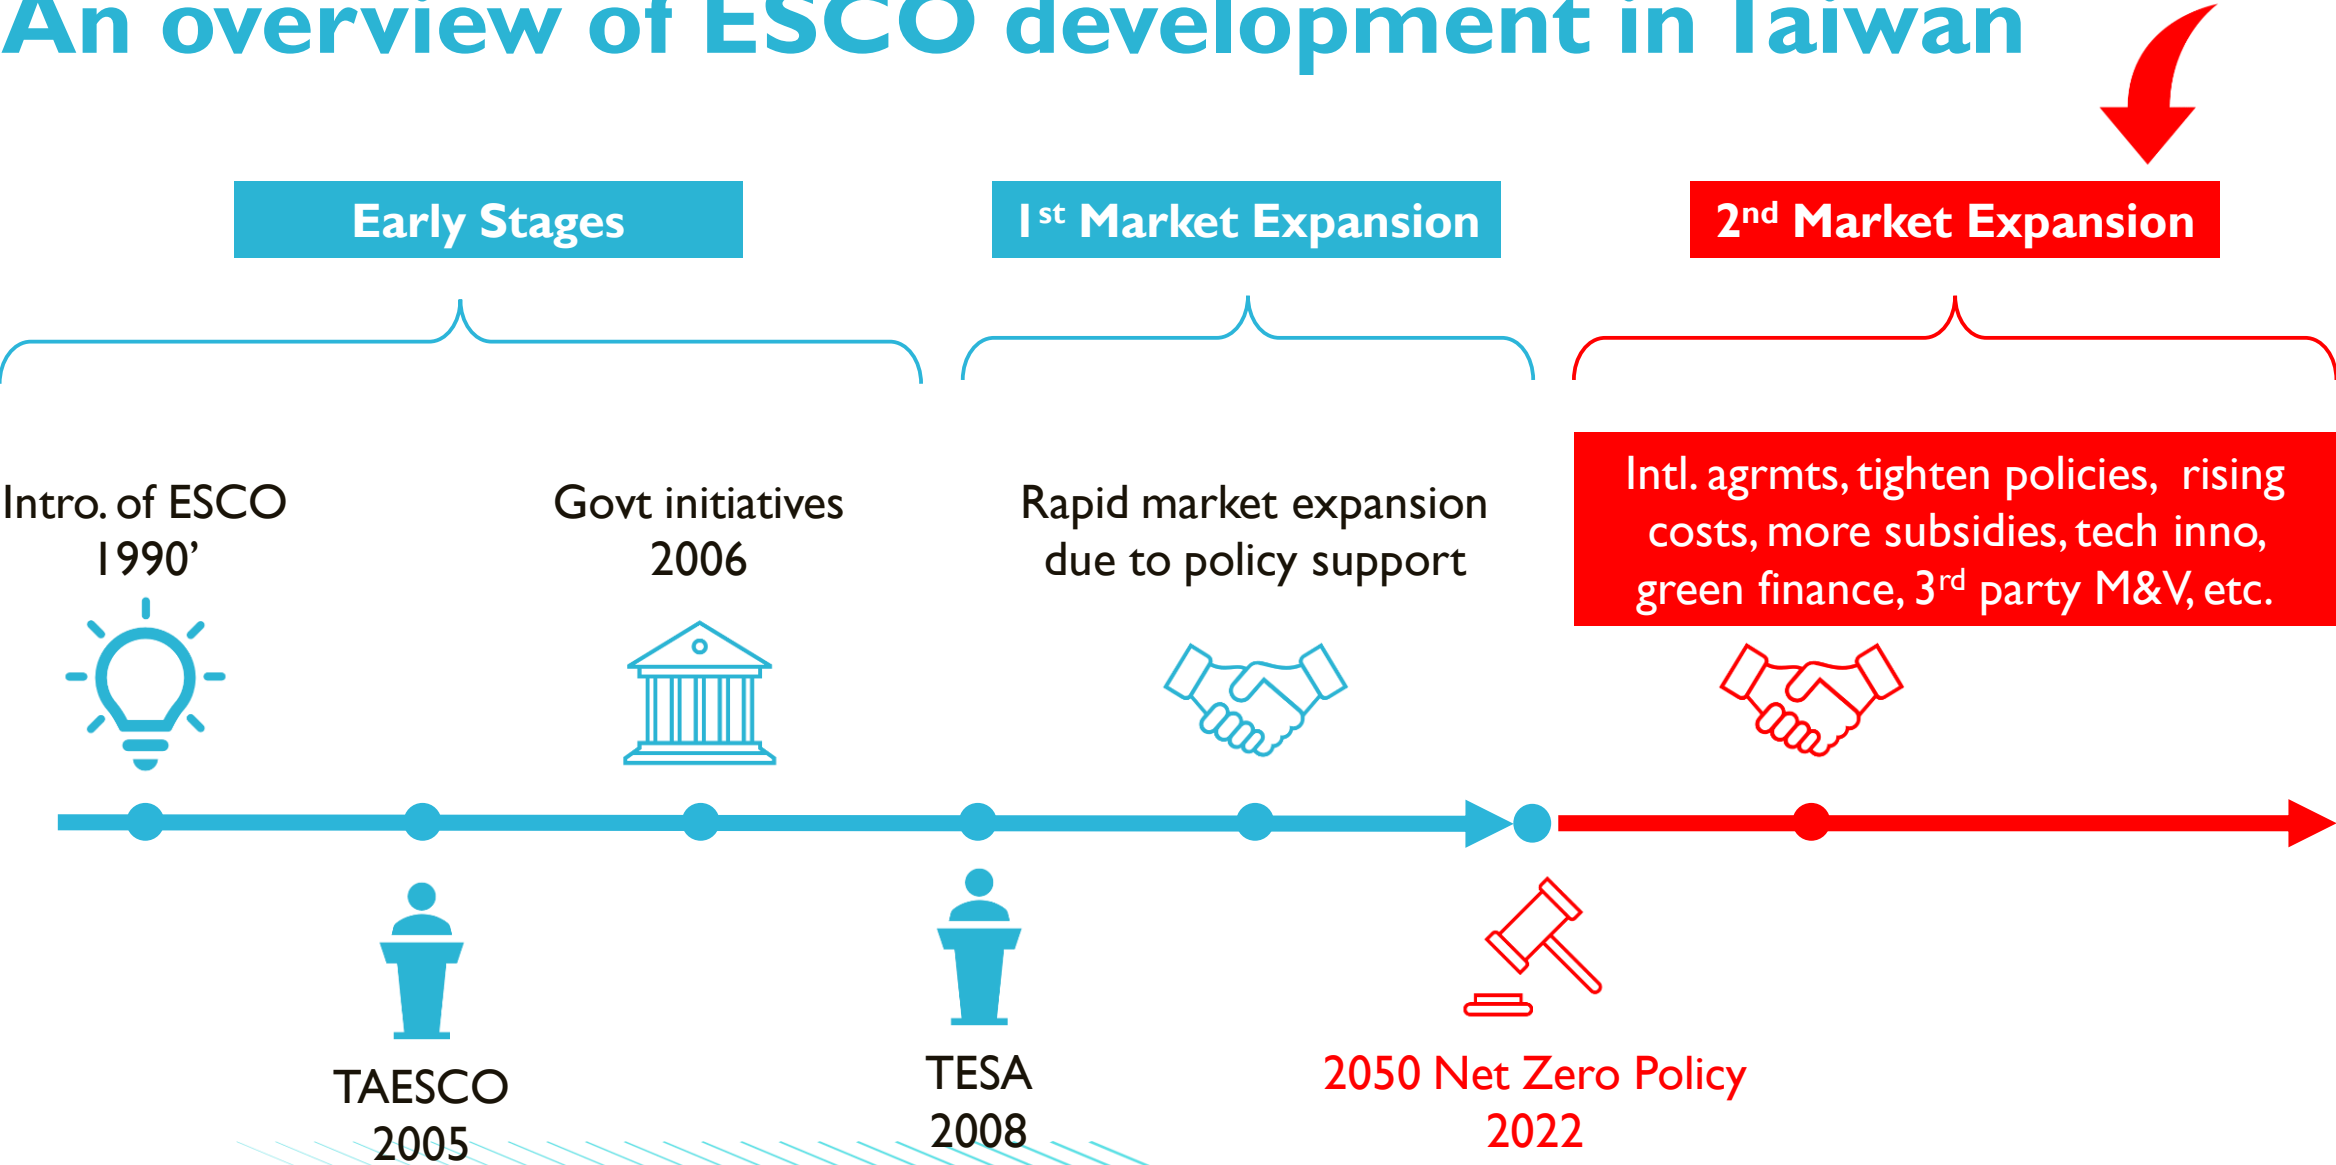 An overview of ESCO development in Taiwan
Early Stages
1st Market Expansion
2nd Market Expansion
Intro. of ESCO
1990’
Govt initiatives
2006
Rapid market expansion
due to policy support
Intl. agrmts, tighten policies, rising
costs, more subsidies, tech inno,
green finance, 3rd party M&V, etc.
TAESCO
2005
TESA
2008
2050 Net Zero Policy
2022